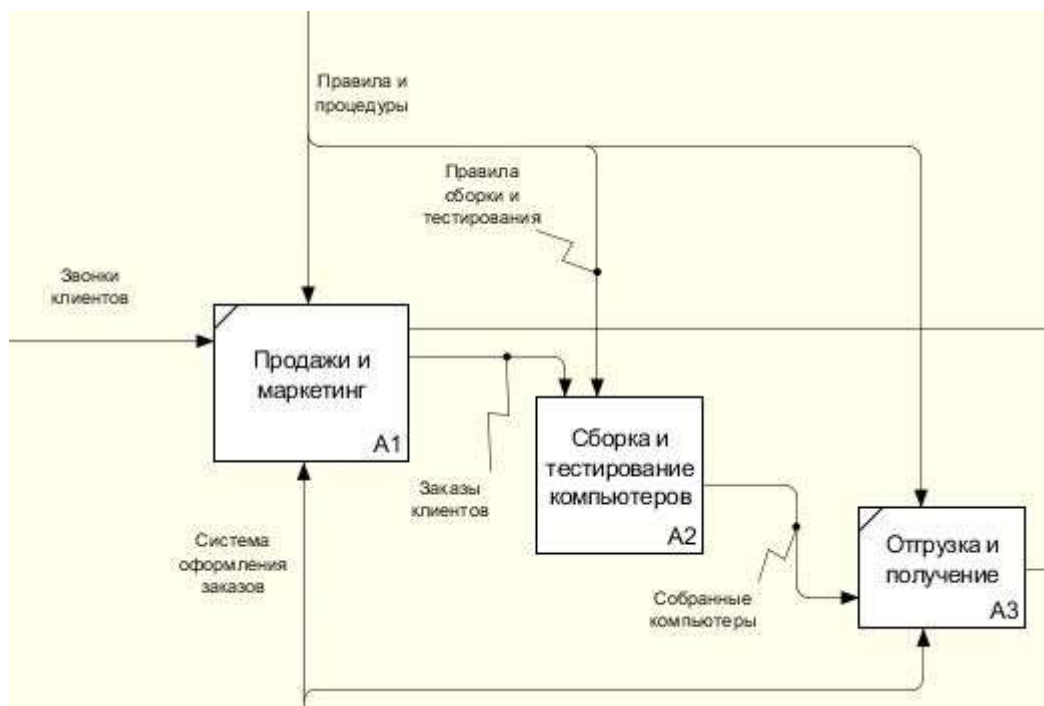 Правила и
процедуры
Правила
сборки и
тестирования
Звонки
клиентов
Продажи и
маркетинг
A1
Заказы
клиентов
Сборка и
тестирование
компьютеров
A2
Система
оформления
заказов
Собранные
компьютеры
Отгрузка и
получение
A3